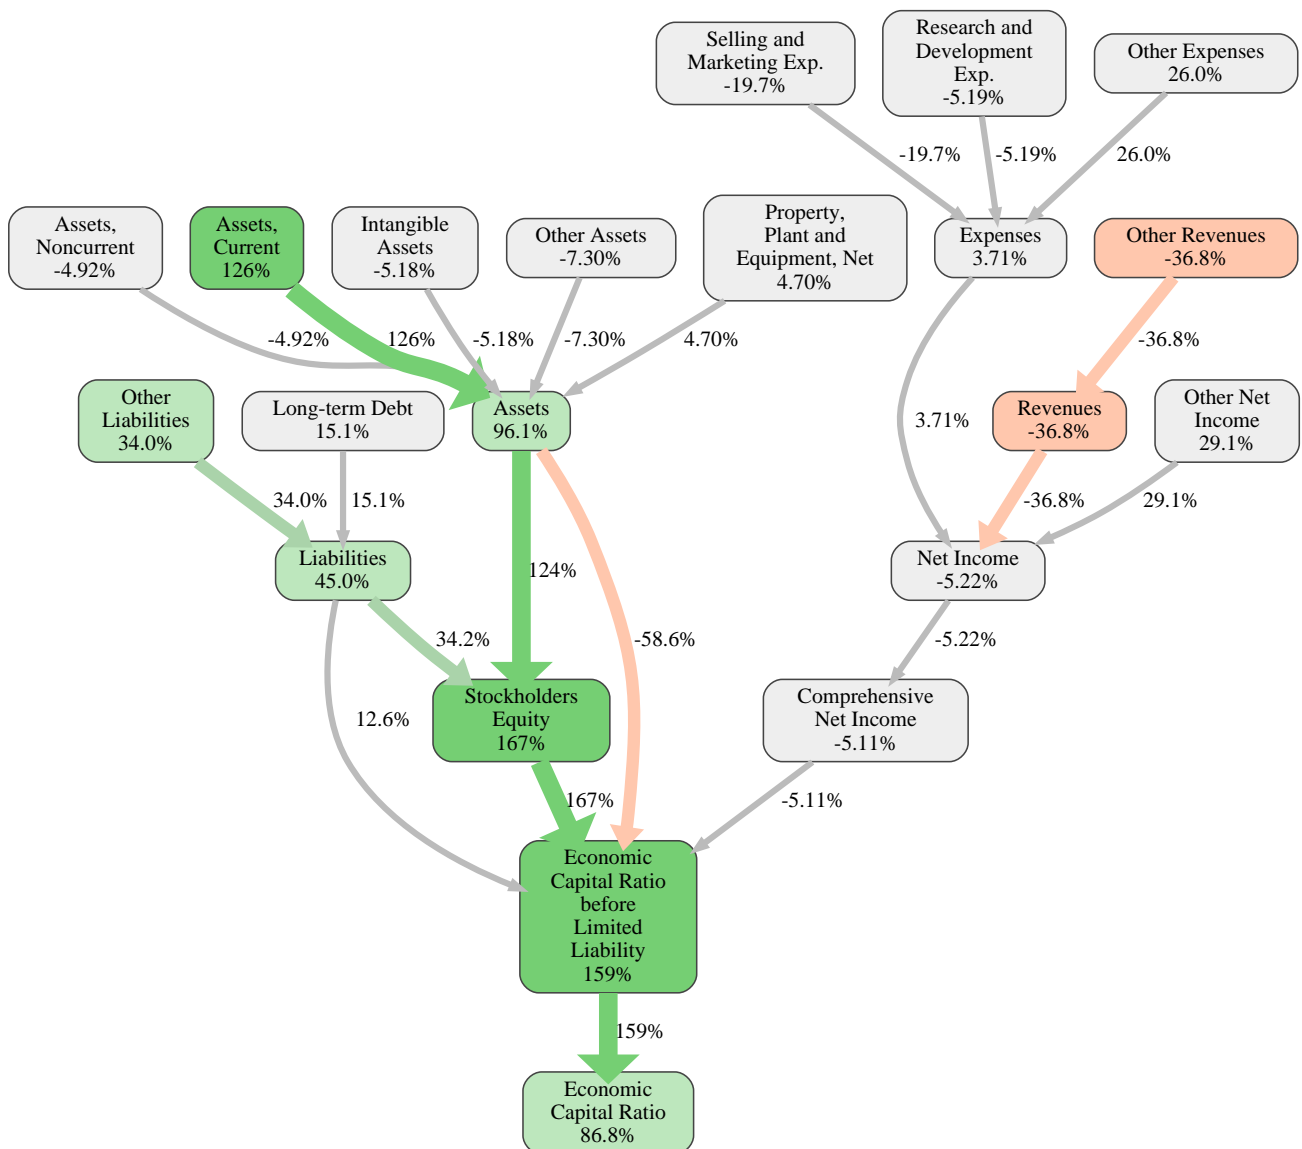 Selling and
Marketing Exp.
-19.7%
Research and
Development
Exp.
-5.19%
Other Expenses
26.0%
-19.7%
-5.19%
26.0%
Assets,
Noncurrent
-4.92%
Assets,
Current
126%
Intangible
Assets
-5.18%
Other Assets
-7.30%
Property,
Plant and
Equipment, Net
4.70%
Expenses
3.71%
Other Revenues
-36.8%
-4.92%
126%
-5.18%
-7.30%
4.70%
-36.8%
Other
Liabilities
34.0%
Long-term Debt
15.1%
Assets
96.1%
3.71%
Revenues
-36.8%
Other Net
Income
29.1%
34.0%
15.1%
-36.8%
29.1%
Liabilities
45.0%
124%
Net Income
-5.22%
34.2%
-58.6%
-5.22%
12.6%
Stockholders
Equity
167%
Comprehensive
Net Income
-5.11%
167%
-5.11%
Economic
Capital Ratio
before
Limited
Liability
159%
159%
Economic
Capital Ratio
86.8%